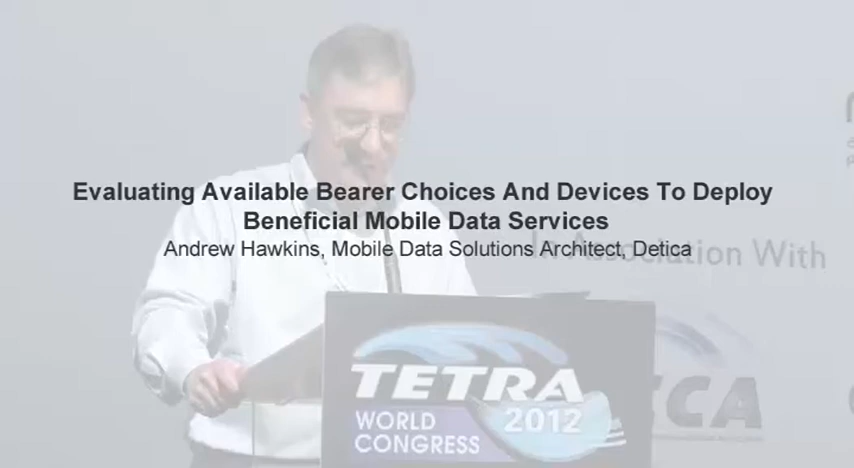 Evaluating Available Bearer Choices And Devices To Deploy
Beneficial Mobile Data Services
Andrew Hawkins, Mobile Data Solutions Architect, Detica
In Association With
TETRA
WORLD
CONGRESS
2012
CCA